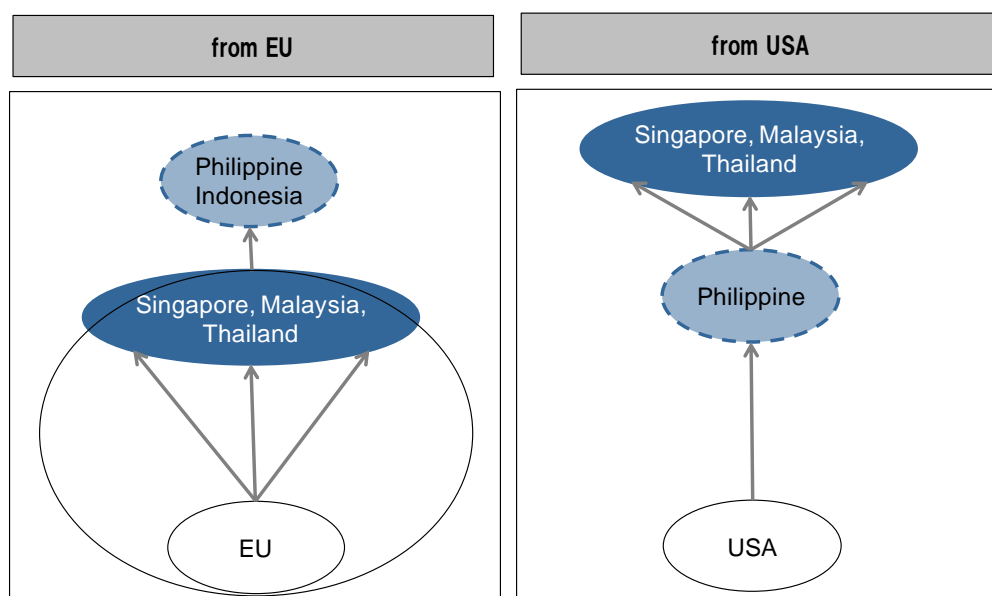 from EU
Philippine
Indonesia
Singapore, Malaysia,
Thailand
EU
from USA
Singapore, Malaysia,
Thailand
Philippine
USA